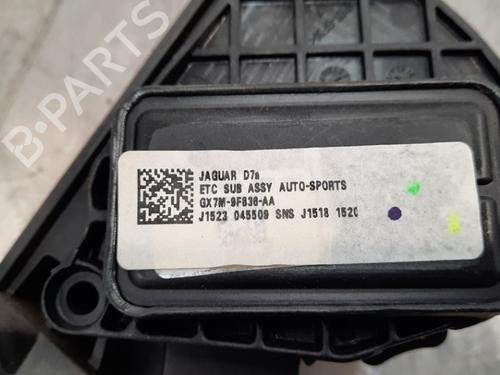 B-PARTS
JAGUAR D7a
ETC SUB ASSY AUTO-SPORTS
GX7M-9F836-AA
J1523 045509 SNS J1518 1520